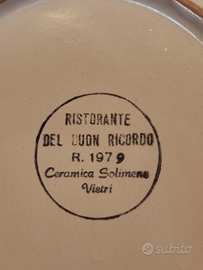 RISTORANTE
DEL BUON RICORDO
R. 1979
Ceramica Solimene
Vietri
subito